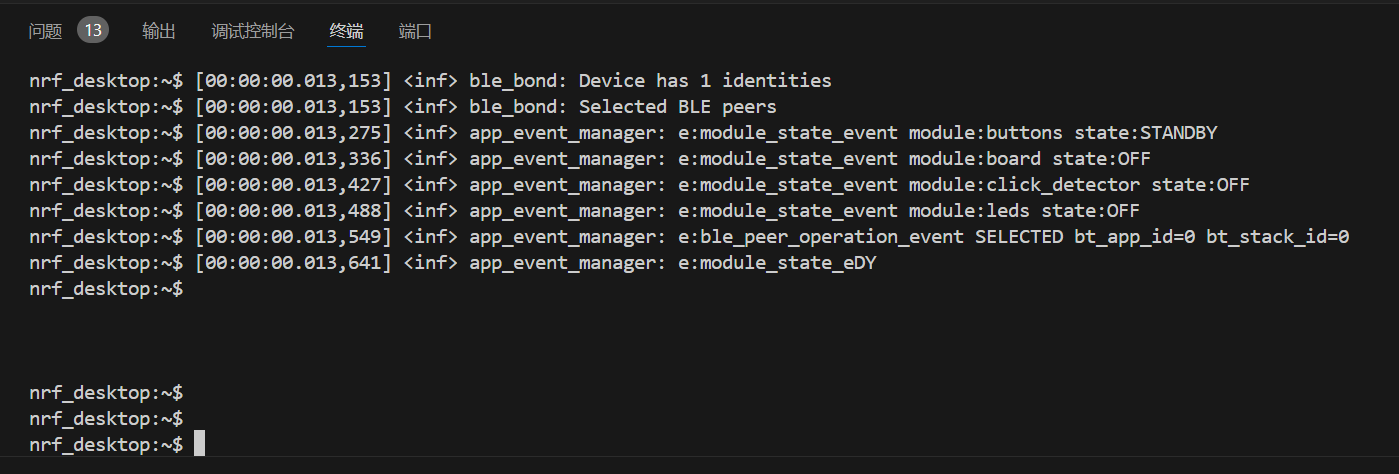 问题 13 输出 调试控制台 终端 端口
nrf_desktop:~$ [00:00:00.013,153] <inf> ble_bond: Device has 1 identities
nrf_desktop:~$ [00:00:00.013,153] <inf> ble_bond: Selected BLE peers
nrf_desktop:~$ [00:00:00.013,275] <inf> app_event_manager: e:module_state_event module:buttons state:STANDBY
nrf_desktop:~$ [00:00:00.013,336] <inf> app_event_manager: e:module_state_event module:board state:OFF
nrf_desktop:~$ [00:00:00.013,427] <inf> app_event_manager: e:module_state_event module:click_detector state:OFF
nrf_desktop:~$ [00:00:00.013,488] <inf> app_event_manager: e:module_state_event module:leds state:OFF
nrf_desktop:~$ [00:00:00.013,549] <inf> app_event_manager: e:ble_peer_operation_event SELECTED bt_app_id=0 bt_stack_id=0
nrf_desktop:~$ [00:00:00.013,641] <inf> app_event_manager: e:module_state_eDY
nrf_desktop:~$
nrf_desktop:~$
nrf_desktop:~$
nrf_desktop:~$